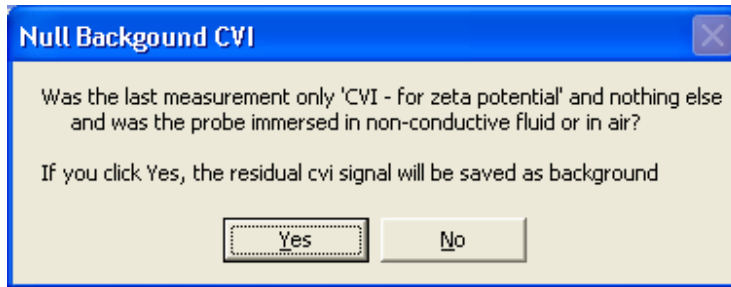 Null Backgound CVI
Was the last measurement only 'CVI - for zeta potential' and nothing else
and was the probe immersed in non-conductive fluid or in air?
If you click Yes, the residual cvi signal will be saved as background
Yes
No